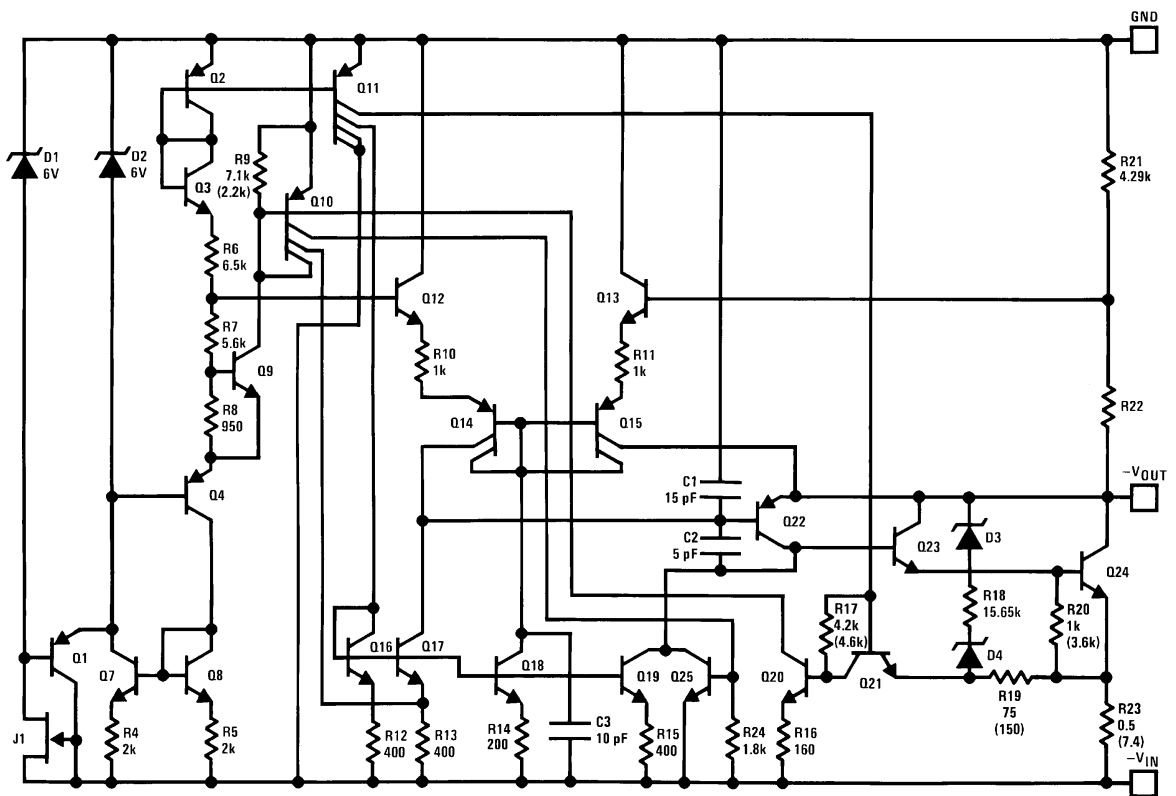 GND
Q2
Q11
D1
6V
D2
6V
R9
7.1k
(2.2k)
Q3
Q10
R21
4.29k
R6
6.5k
Q12
Q13
R7
5.6k
Q9
R10
1k
R11
1k
R8
950
Q14
Q15
R22
Q4
C1
15 pF
–VOUT
Q22
C2
5 pF
Q23
D3
Q24
R18
15.65k
R20
1k
(3.6k)
R17
4.2k
(4.6k)
Q1
Q7
Q8
Q16
Q17
Q18
Q19
Q25
Q20
Q21
D4
R19
75
(150)
J1
R4
2k
R5
2k
R12
400
R13
400
R14
200
C3
10 pF
R15
400
R24
1.8k
R16
160
R23
0.5
(7.4)
–VIN